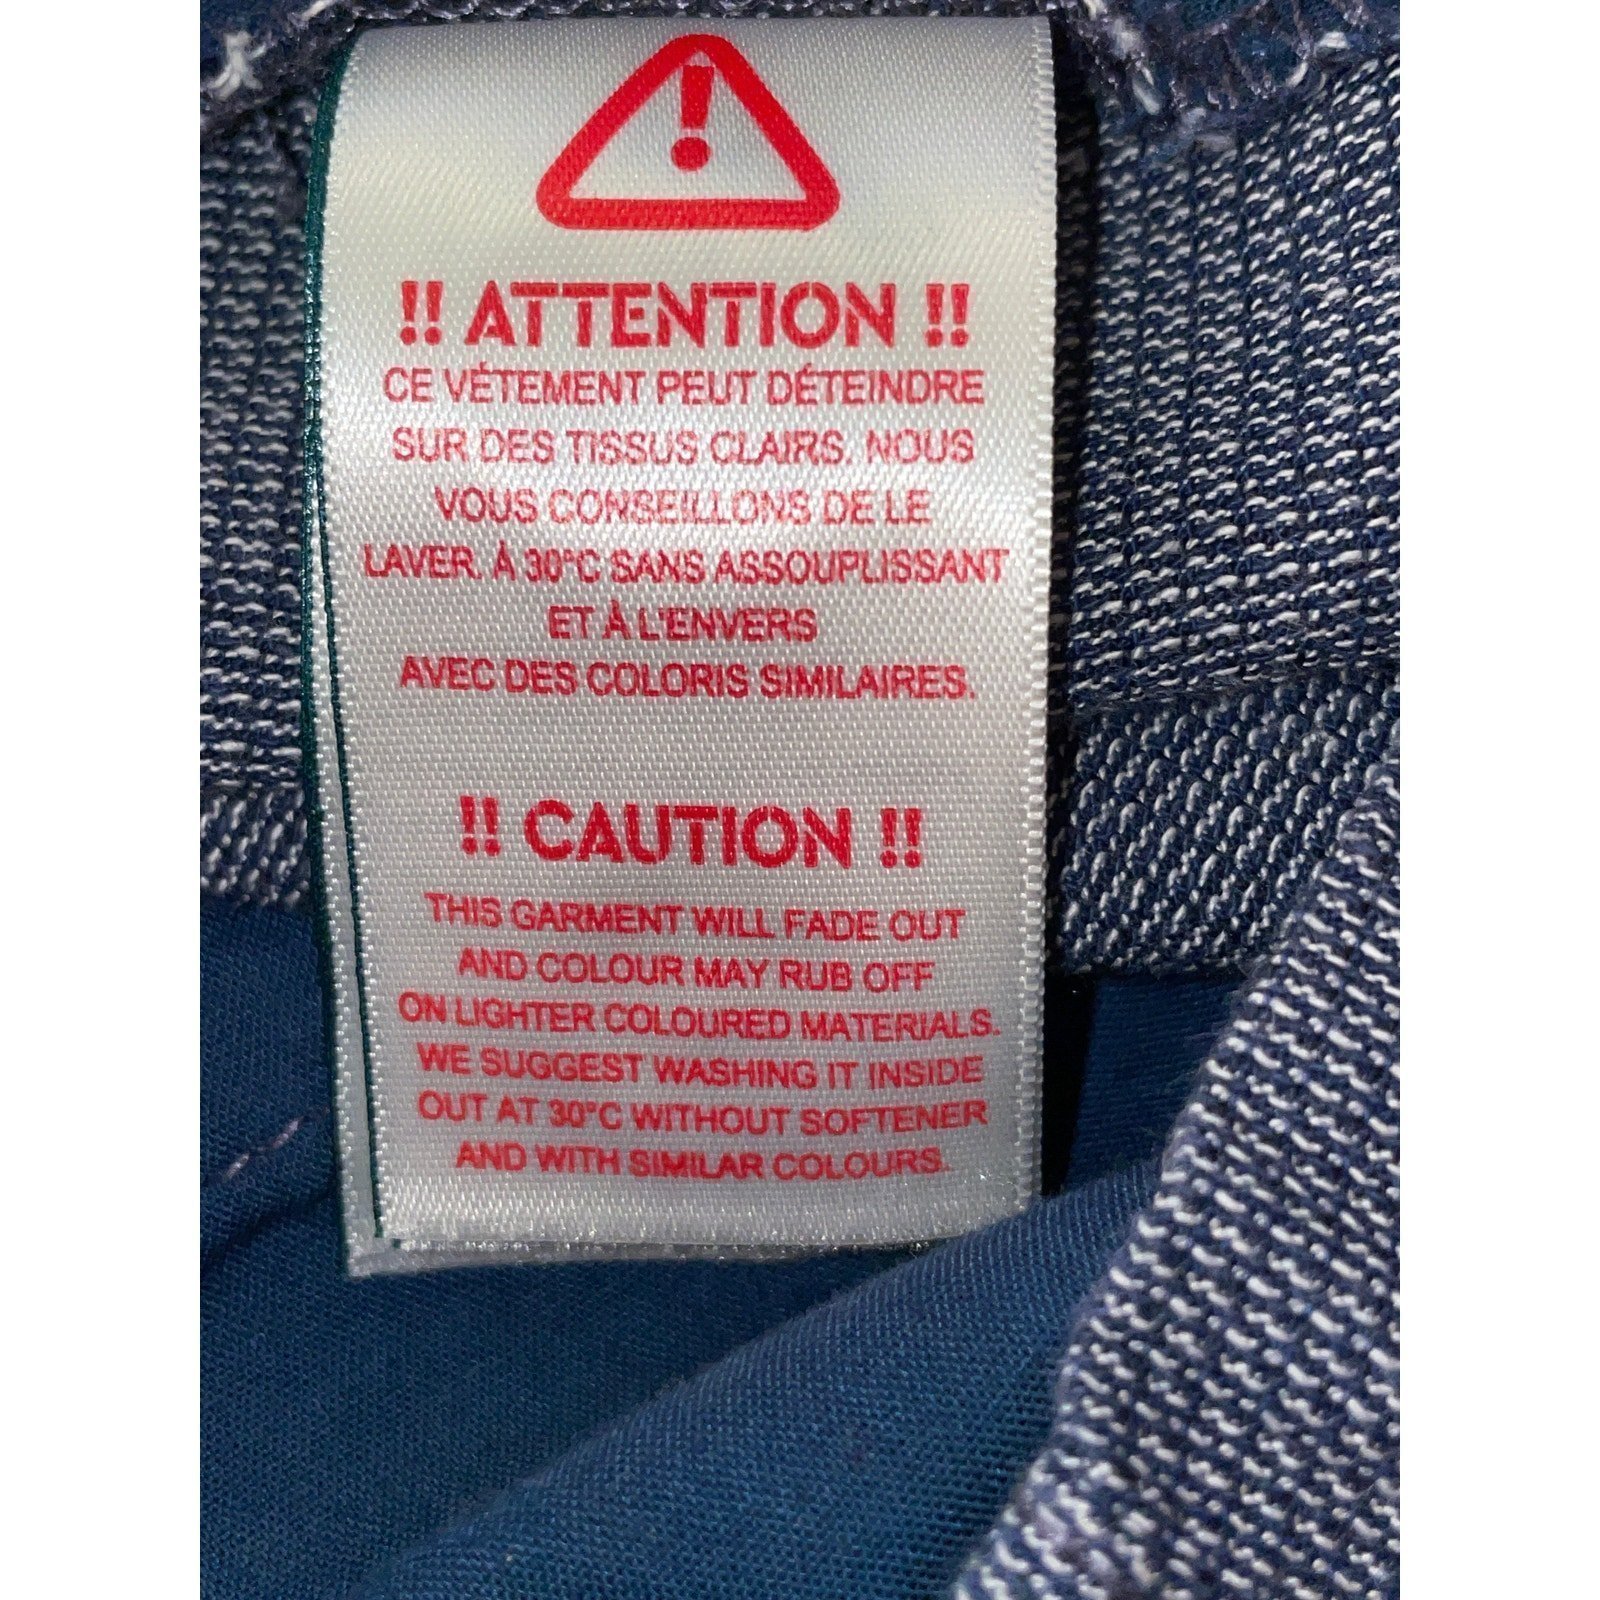 !! ATTENTION !!
CE VÉTEMENT PEUT DÉTEINDRE
SUR DES TISSUS CLAIRS. NOUS
VOUS CONSEILLONS DE LE
LAVER. À 30°C SANS ASSOUPLISSANT
ET À L'ENVERS
AVEC DES COLORIS SIMILAIRES.
!! CAUTION !!
THIS GARMENT WILL FADE OUT
AND COLOUR MAY RUB OFF
ON LIGHTER COLOURED MATERIALS.
WE SUGGEST WASHING IT INSIDE
OUT AT 30°C WITHOUT SOFTENER
AND WITH SIMILAR COLOURS.